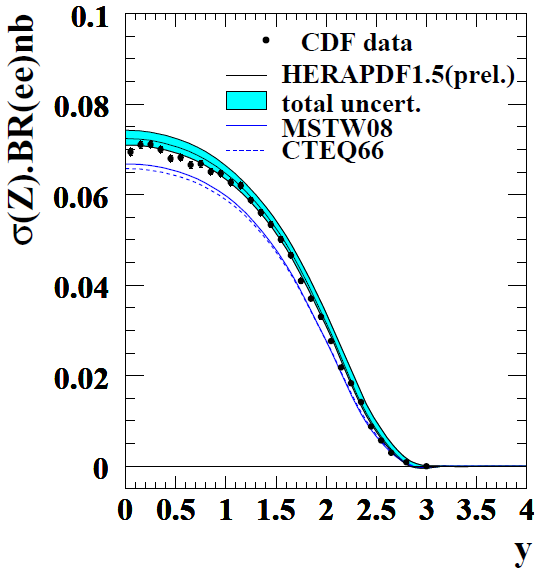 σ(Z).BR(ee)nb
0.1
0.08
0.06
0.04
0.02
0
CDF data
HERAPDF1.5(prel.)
total uncert.
MSTW08
CTEQ66
0 0.5 1 1.5 2 2.5 3 3.5 4
y